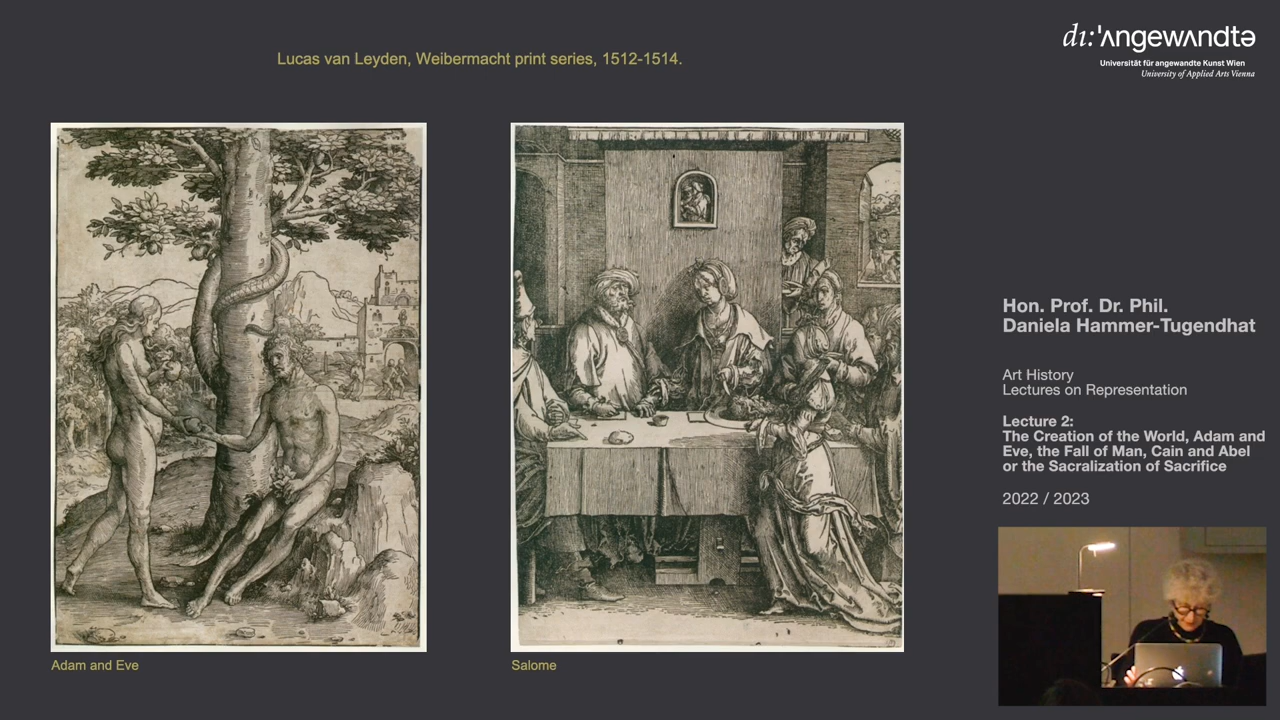 Lucas van Leyden, Weibermacht print series, 1512-1514.
Adam and Eve
Salome
dı:'ʌngewʌndtə
Universität für angewandte Kunst Wien
University of Applied Arts Vienna
Hon. Prof. Dr. Phil.
Daniela Hammer-Tugendhat
Art History
Lectures on Representation
Lecture 2:
The Creation of the World, Adam and
Eve, the Fall of Man, Cain and Abel
or the Sacralization of Sacrifice
2022 / 2023